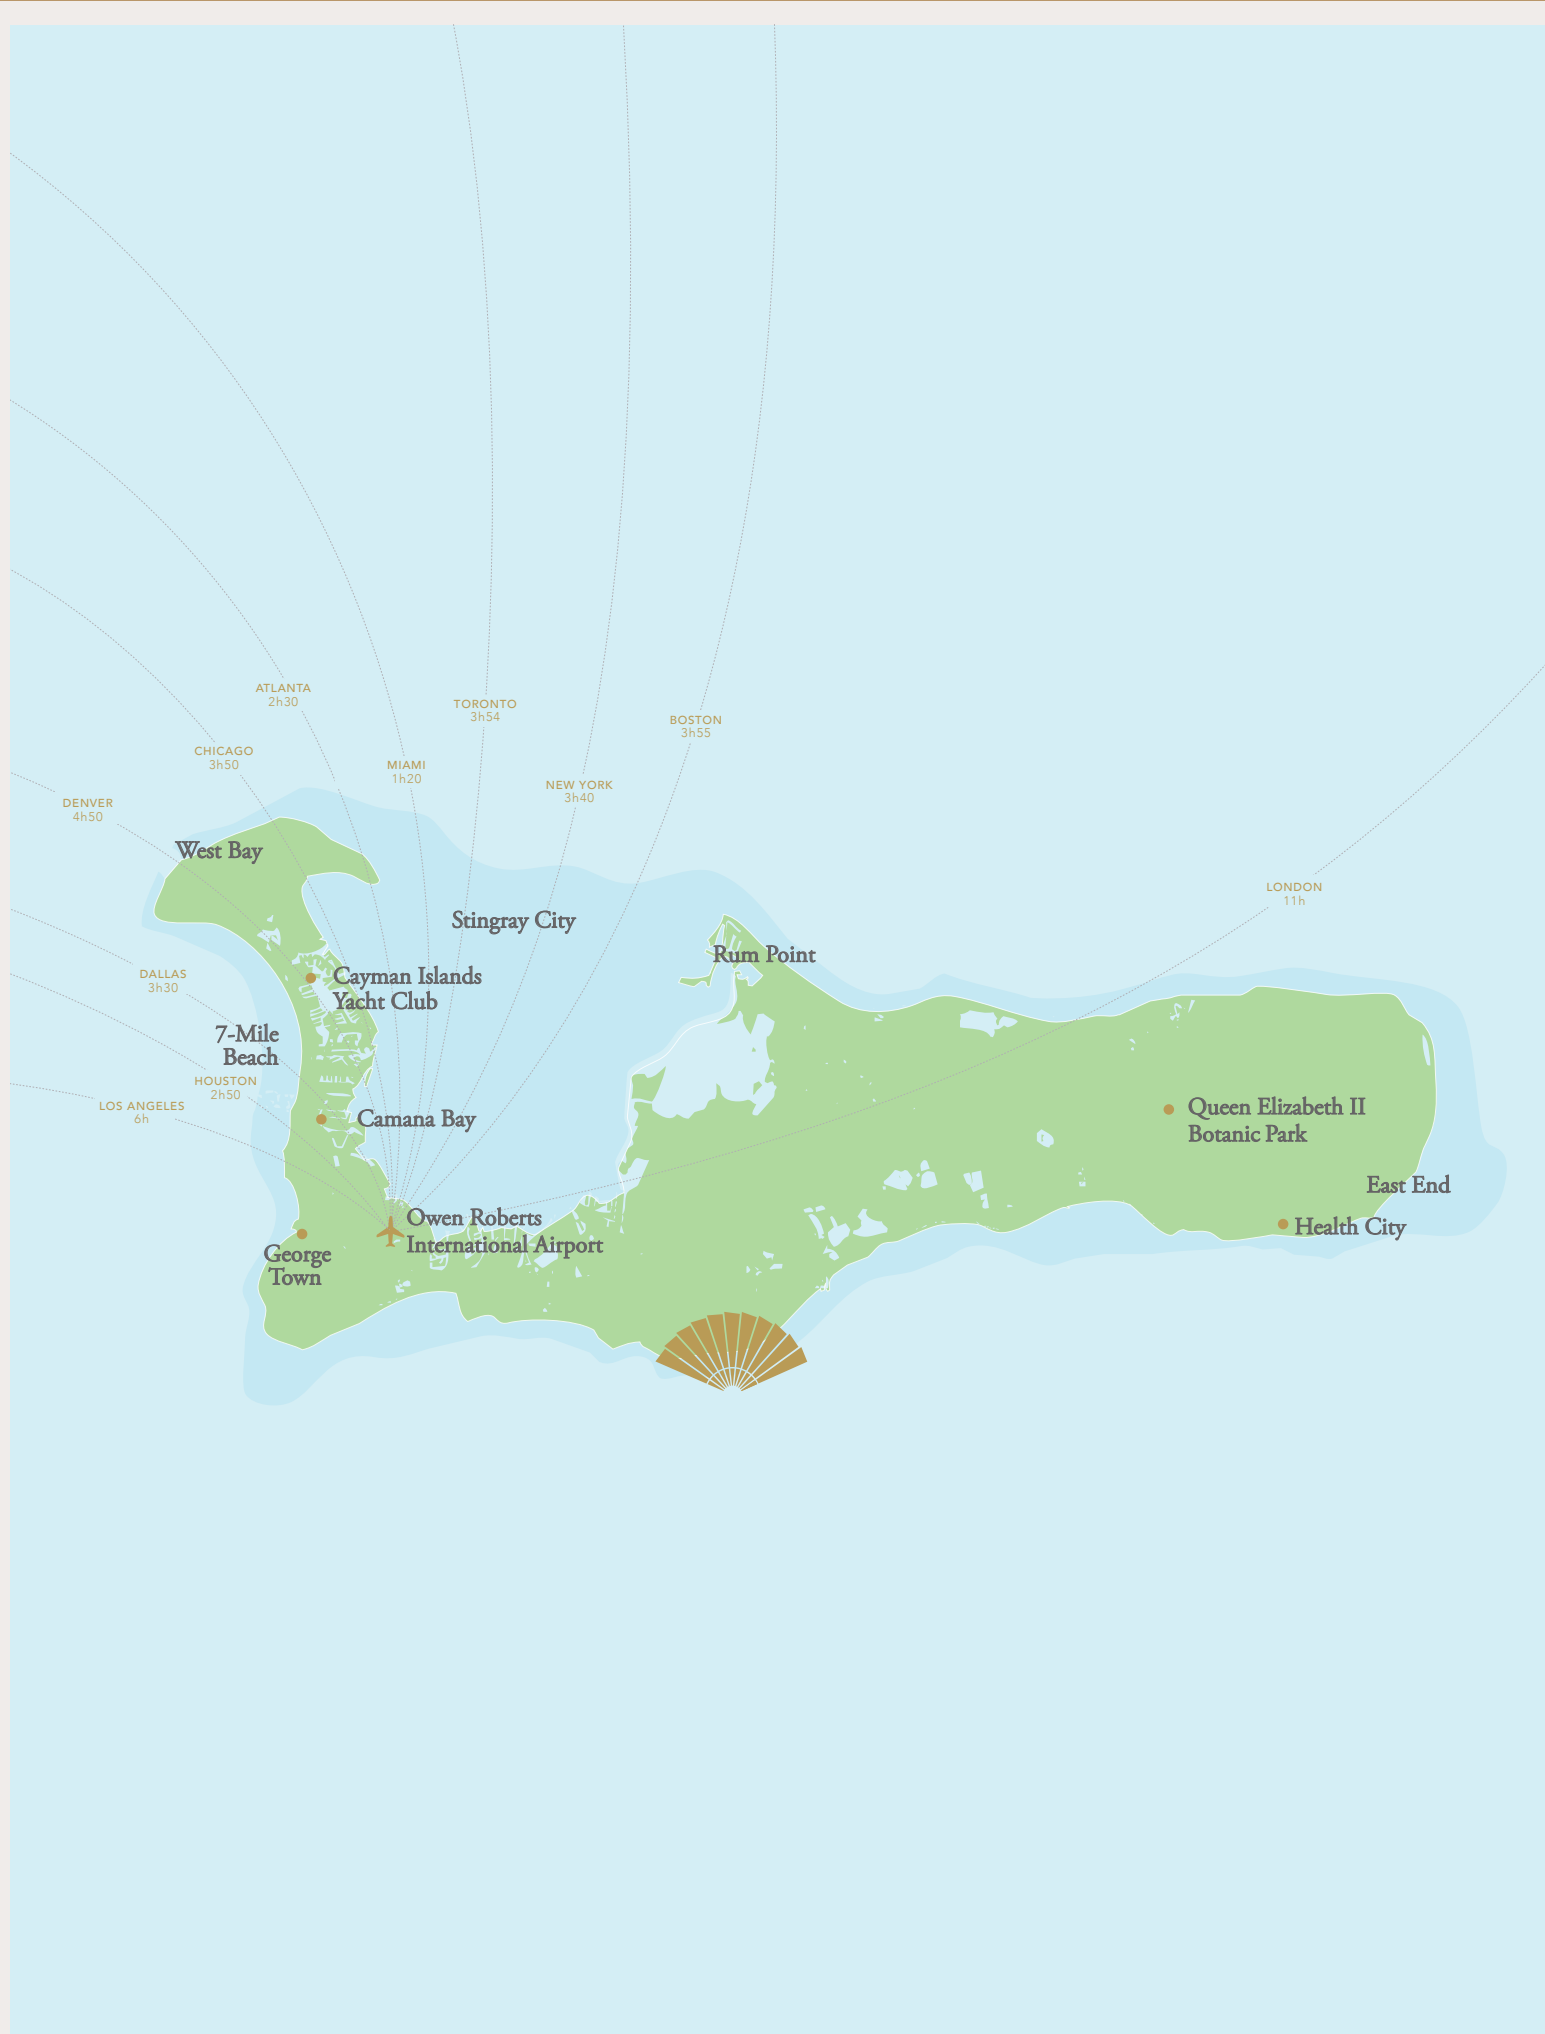 ATLANTA
2h30
TORONTO
3h54
BOSTON
3h55
CHICAGO
3h50
MIAMI
1h20
NEW YORK
3h40
DENVER
4h50
West Bay
LONDON
11h
Stingray City
Rum Point
DALLAS
3h30
Cayman Islands
Yacht Club
7-Mile
Beach
HOUSTON
2h50
LOS ANGELES
6h
Camana Bay
Queen Elizabeth II
Botanic Park
East End
Health City
Owen Roberts
International Airport
George
Town